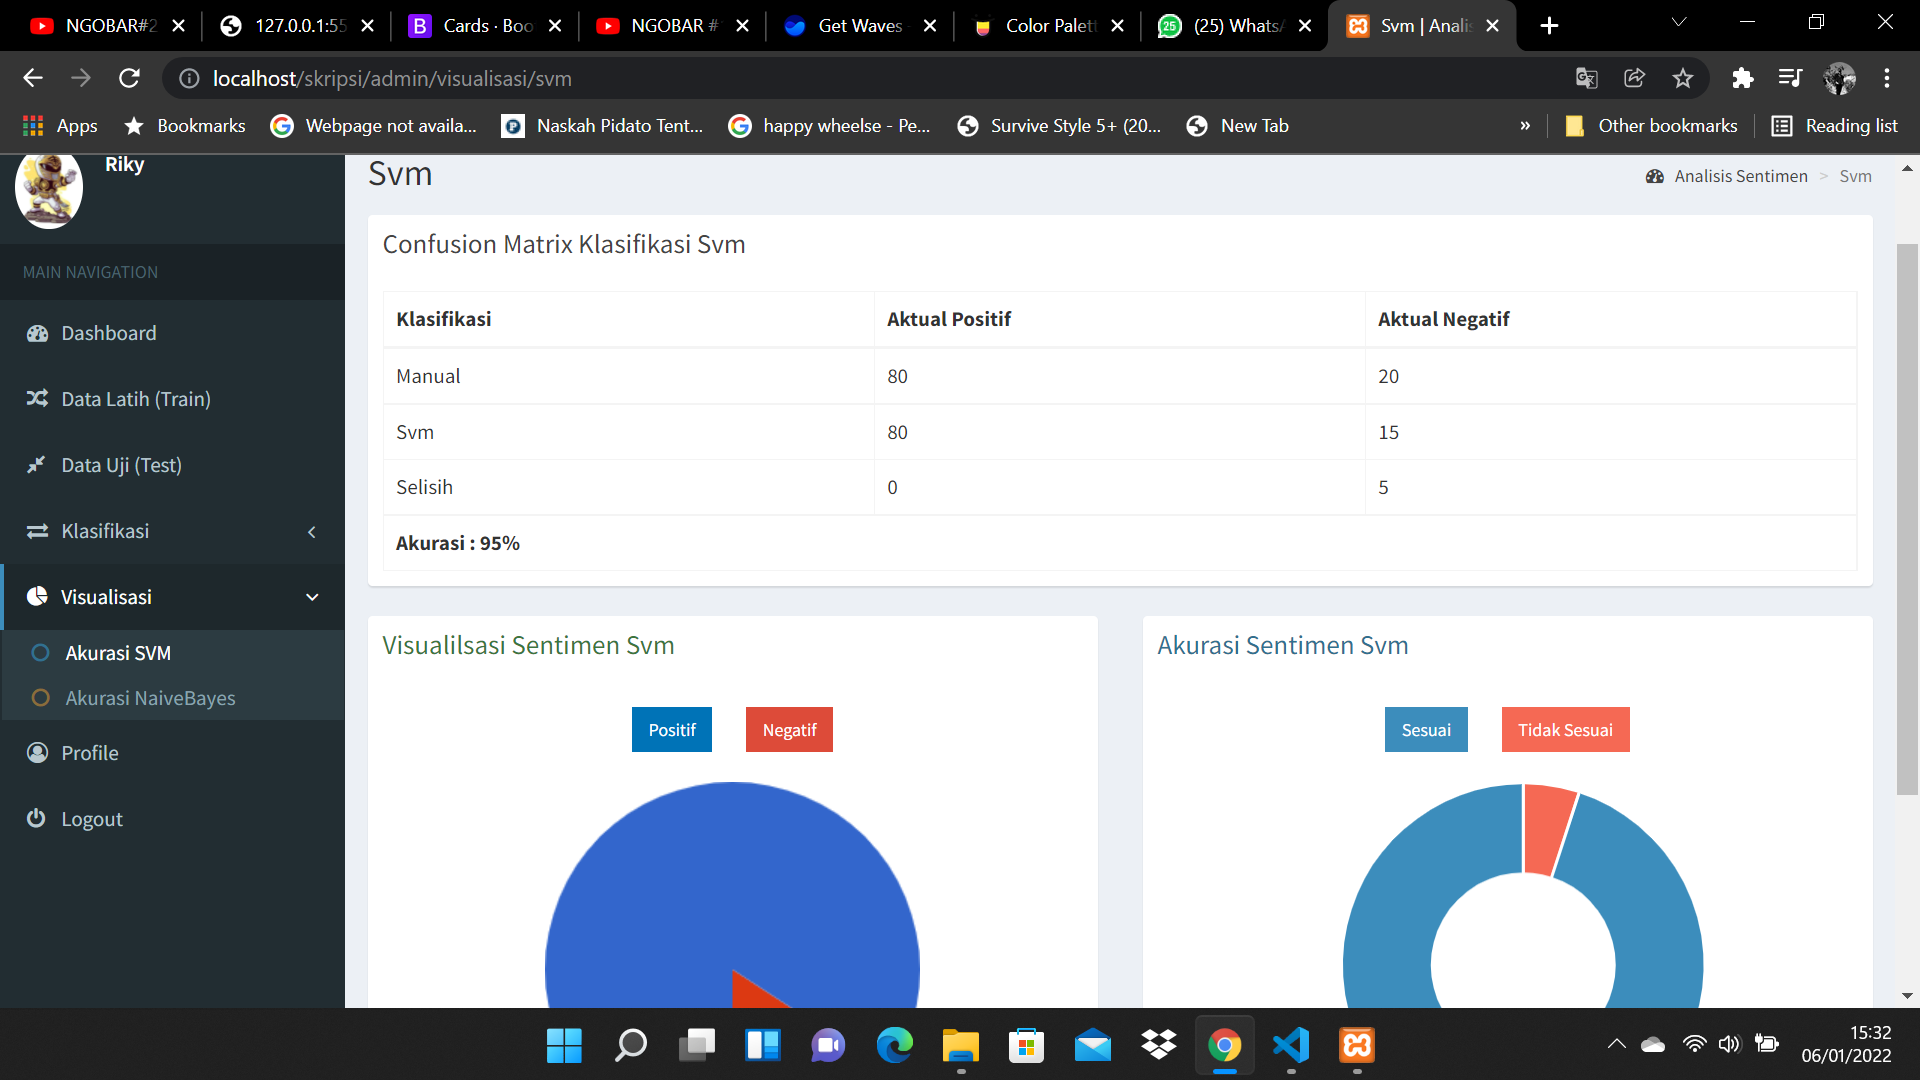 NGOBAR#2
127.0.0.1:55
B Cards · Boo
NGOBAR #
Get Waves
Color Palett
25 (25) Whats
Svm | Analis
localhost/skripsi/admin/visualisasi/svm
Apps
Bookmarks
Webpage not availa...
Naskah Pidato Tent...
happy wheelse - Pe...
Survive Style 5+ (20...
New Tab
»
Other bookmarks
Reading list
Riky
MAIN NAVIGATION
Dashboard
Data Latih (Train)
Data Uji (Test)
Klasifikasi
Visualisasi
Akurasi SVM
Akurasi NaiveBayes
Profile
Logout
Svm
Analisis Sentimen > Svm
Confusion Matrix Klasifikasi Svm
Klasifikasi Aktual Positif Aktual Negatif
Manual 80 20
Svm 80 15
Selisih 0 5
Akurasi : 95%
Visualilsasi Sentimen Svm
Positif Negatif
Akurasi Sentimen Svm
Sesuai Tidak Sesuai
15:32
06/01/2022